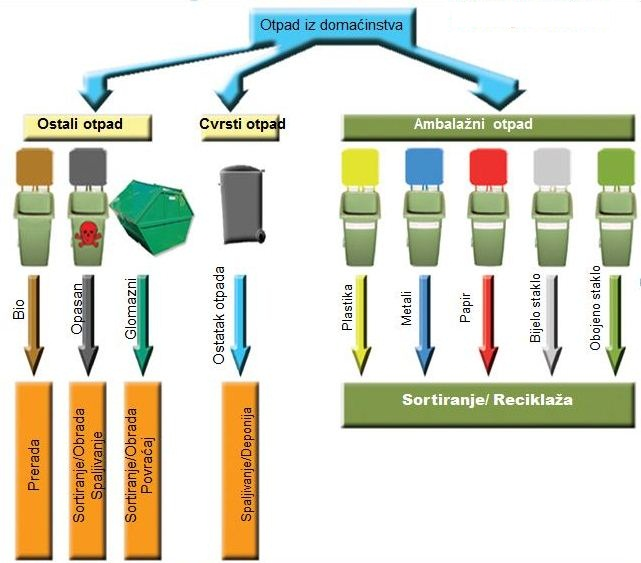 Otpad iz domaćinstva
Ostali otpad
Cvrsti otpad
Ambalažni otpad
Bio
Opasan
Glomazni
Ostatak otpada
Plastika
Metali
Papir
Bijelo staklo
Obojeno staklo
Prerada
Sortiranje/Obrada
Spaljivanje
Sortiranje/Obrada
Povraćaj
Spaljivanje/Deponija
Sortiranje/ Reciklaža